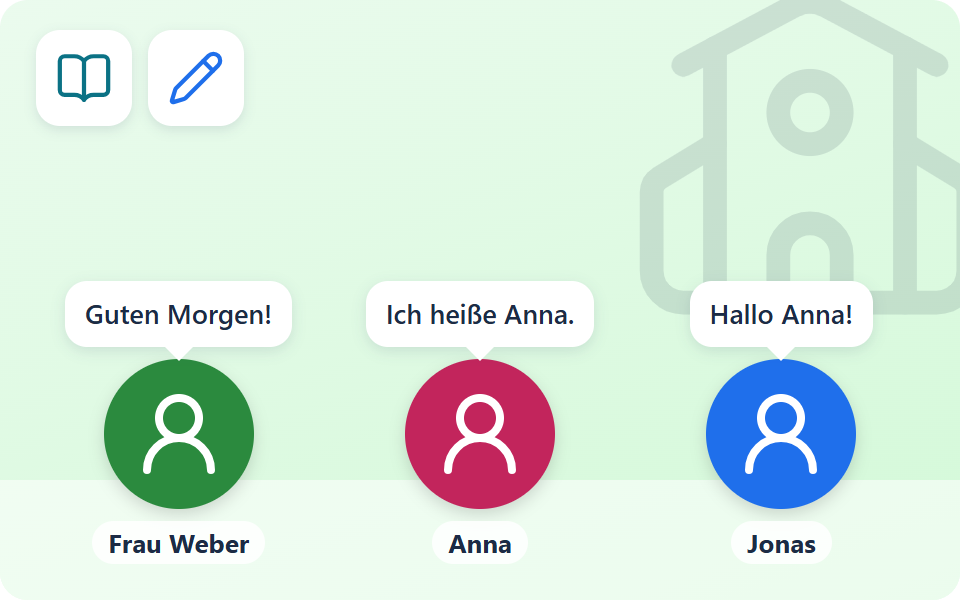 Guten Morgen!
Ich heiße Anna.
Hallo Anna!
Frau Weber
Anna
Jonas